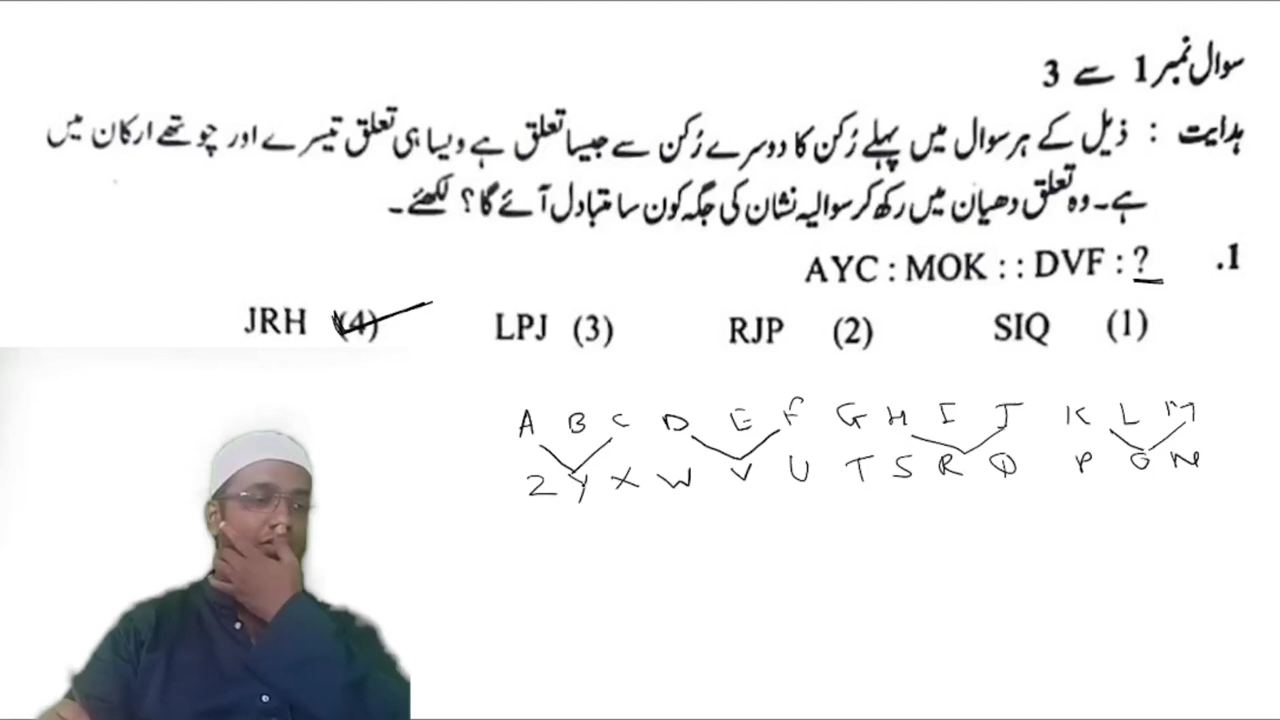 سوال نمبر 1 سے 3
ہدایت : ذیل کے ہر سوال میں پہلے رُکن کا دوسرے رُکن سے جیسا تعلق ہے ویسا ہی تعلق تیسرے اور چوتھے ارکان میں
ہے۔ وہ تعلق دھیان میں رکھ کر سوالیہ نشان کی جگہ کون سا متبادل آئے گا؟ لکھئے۔
.1 AYC : MOK : : DVF : ?
SIQ (1) RJP (2) LPJ (3) JRH (4)
A B C D E F G H I J K L M
Z Y X W V U T S R Q P O N